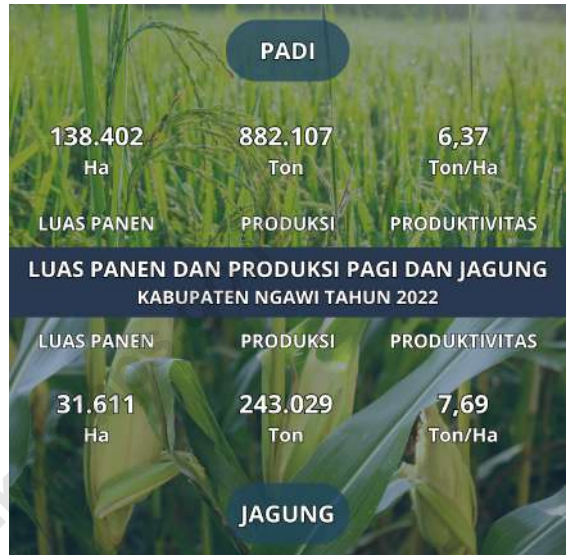 PADI
138.402 882.107 6,37
Ha Ton Ton/Ha
LUAS PANEN PRODUKSI PRODUKTIVITAS
LUAS PANEN DAN PRODUKSI PAGI DAN JAGUNG
KABUPATEN NGAWI TAHUN 2022
LUAS PANEN PRODUKSI PRODUKTIVITAS
31.611 243.029 7,69
Ha Ton Ton/Ha
JAGUNG